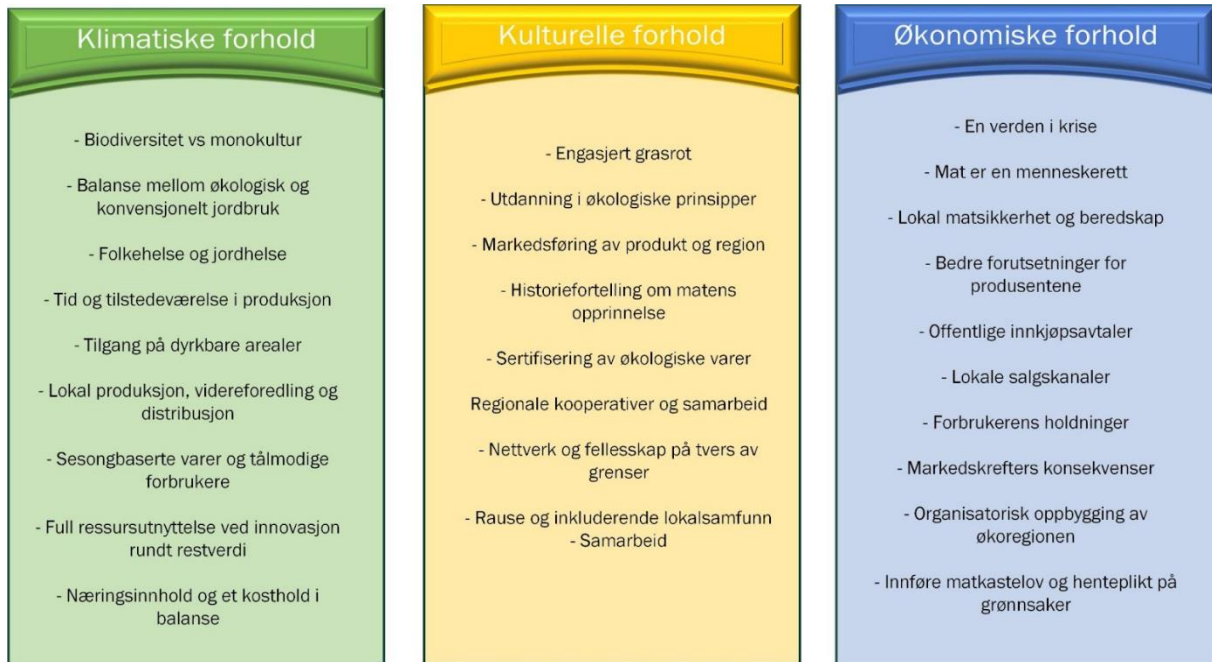 Klimatiske forhold
- Biodiversitet vs monokultur
- Balanse mellom økologisk og
konvensjonelt jordbruk
- Folkehelse og jordhelse
- Tid og tilstedeværelse i produksjon
- Tilgang på dyrkbare arealer
- Lokal produksjon, videreforedling og
distribusjon
- Sesongbaserte varer og tålmodige
forbrukere
- Full ressursutnyttelse ved innovasjon
rundt restverdi
- Næringsinnhold og et kosthold i
balanse
Kulturelle forhold
- Engasjert grasrot
- Utdanning i økologiske prinsipper
- Markedsføring av produkt og region
- Historiefortelling om matens
opprinnelse
- Sertifisering av økologiske varer
Regionale kooperativer og samarbeid
- Nettverk og fellesskap på tvers av
grenser
- Rause og inkluderende lokalsamfunn
- Samarbeid
Økonomiske forhold
- En verden i krise
- Mat er en menneskerett
- Lokal matsikkerhet og beredskap
- Bedre forutsetninger for
produsentene
- Offentlige innkjøpsavtaler
- Lokale salgskanaler
- Forbrukerens holdninger
- Markedskrefters konsekvenser
- Organisatorisk oppbygging av
økoregionen
- Innføre matkastelov og henteplikt på
grønnsaker